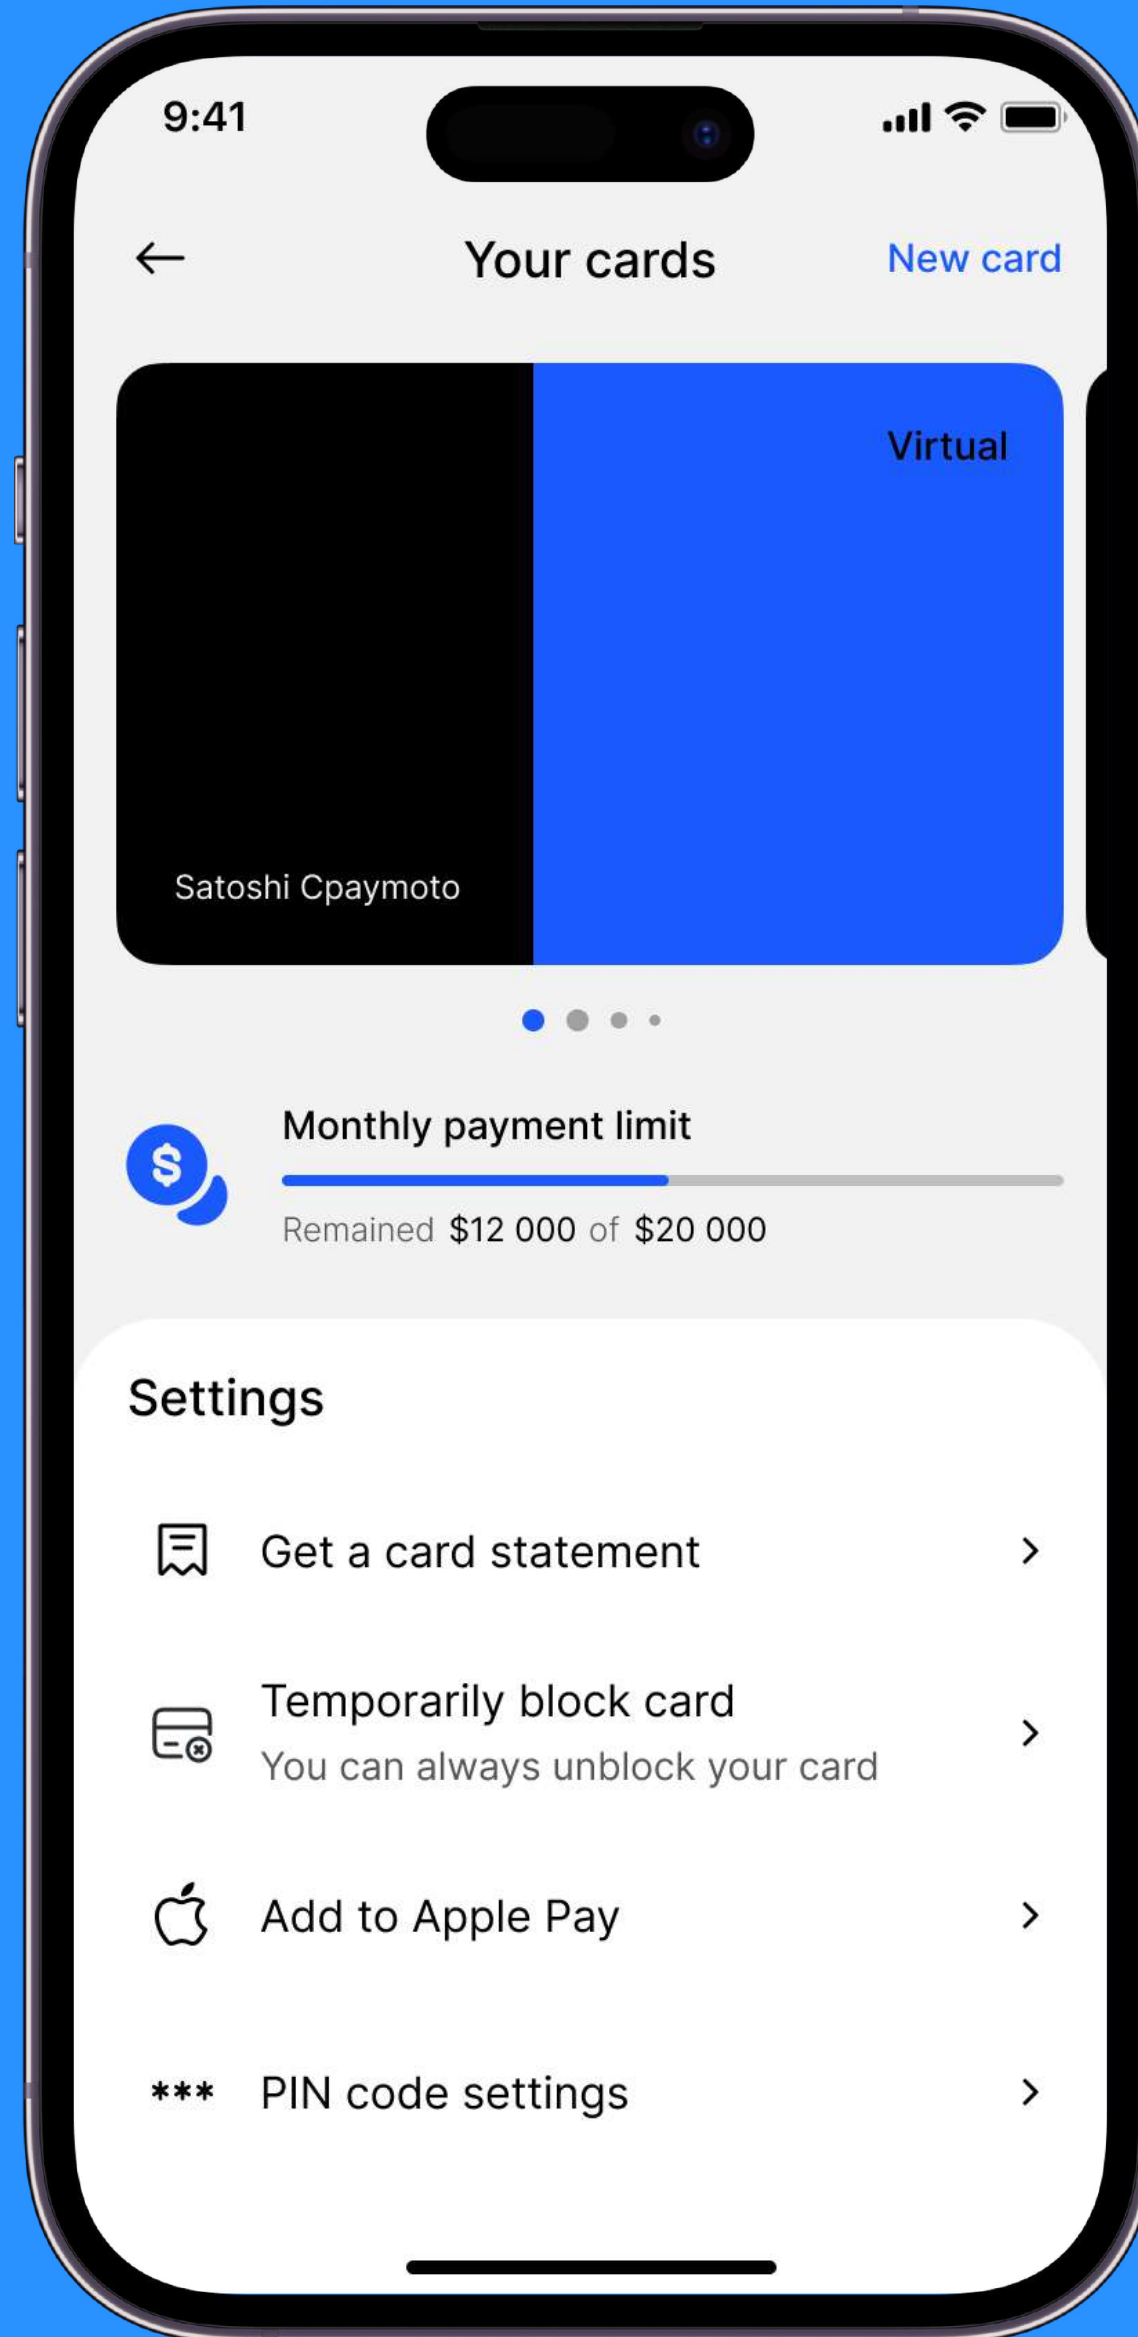 9:41
Your cards
New card
Virtual
Satoshi Cpaymoto
Monthly payment limit
Remained $12 000 of $20 000
Settings
Get a card statement
Temporarily block card
You can always unblock your card
Add to Apple Pay
*** PIN code settings